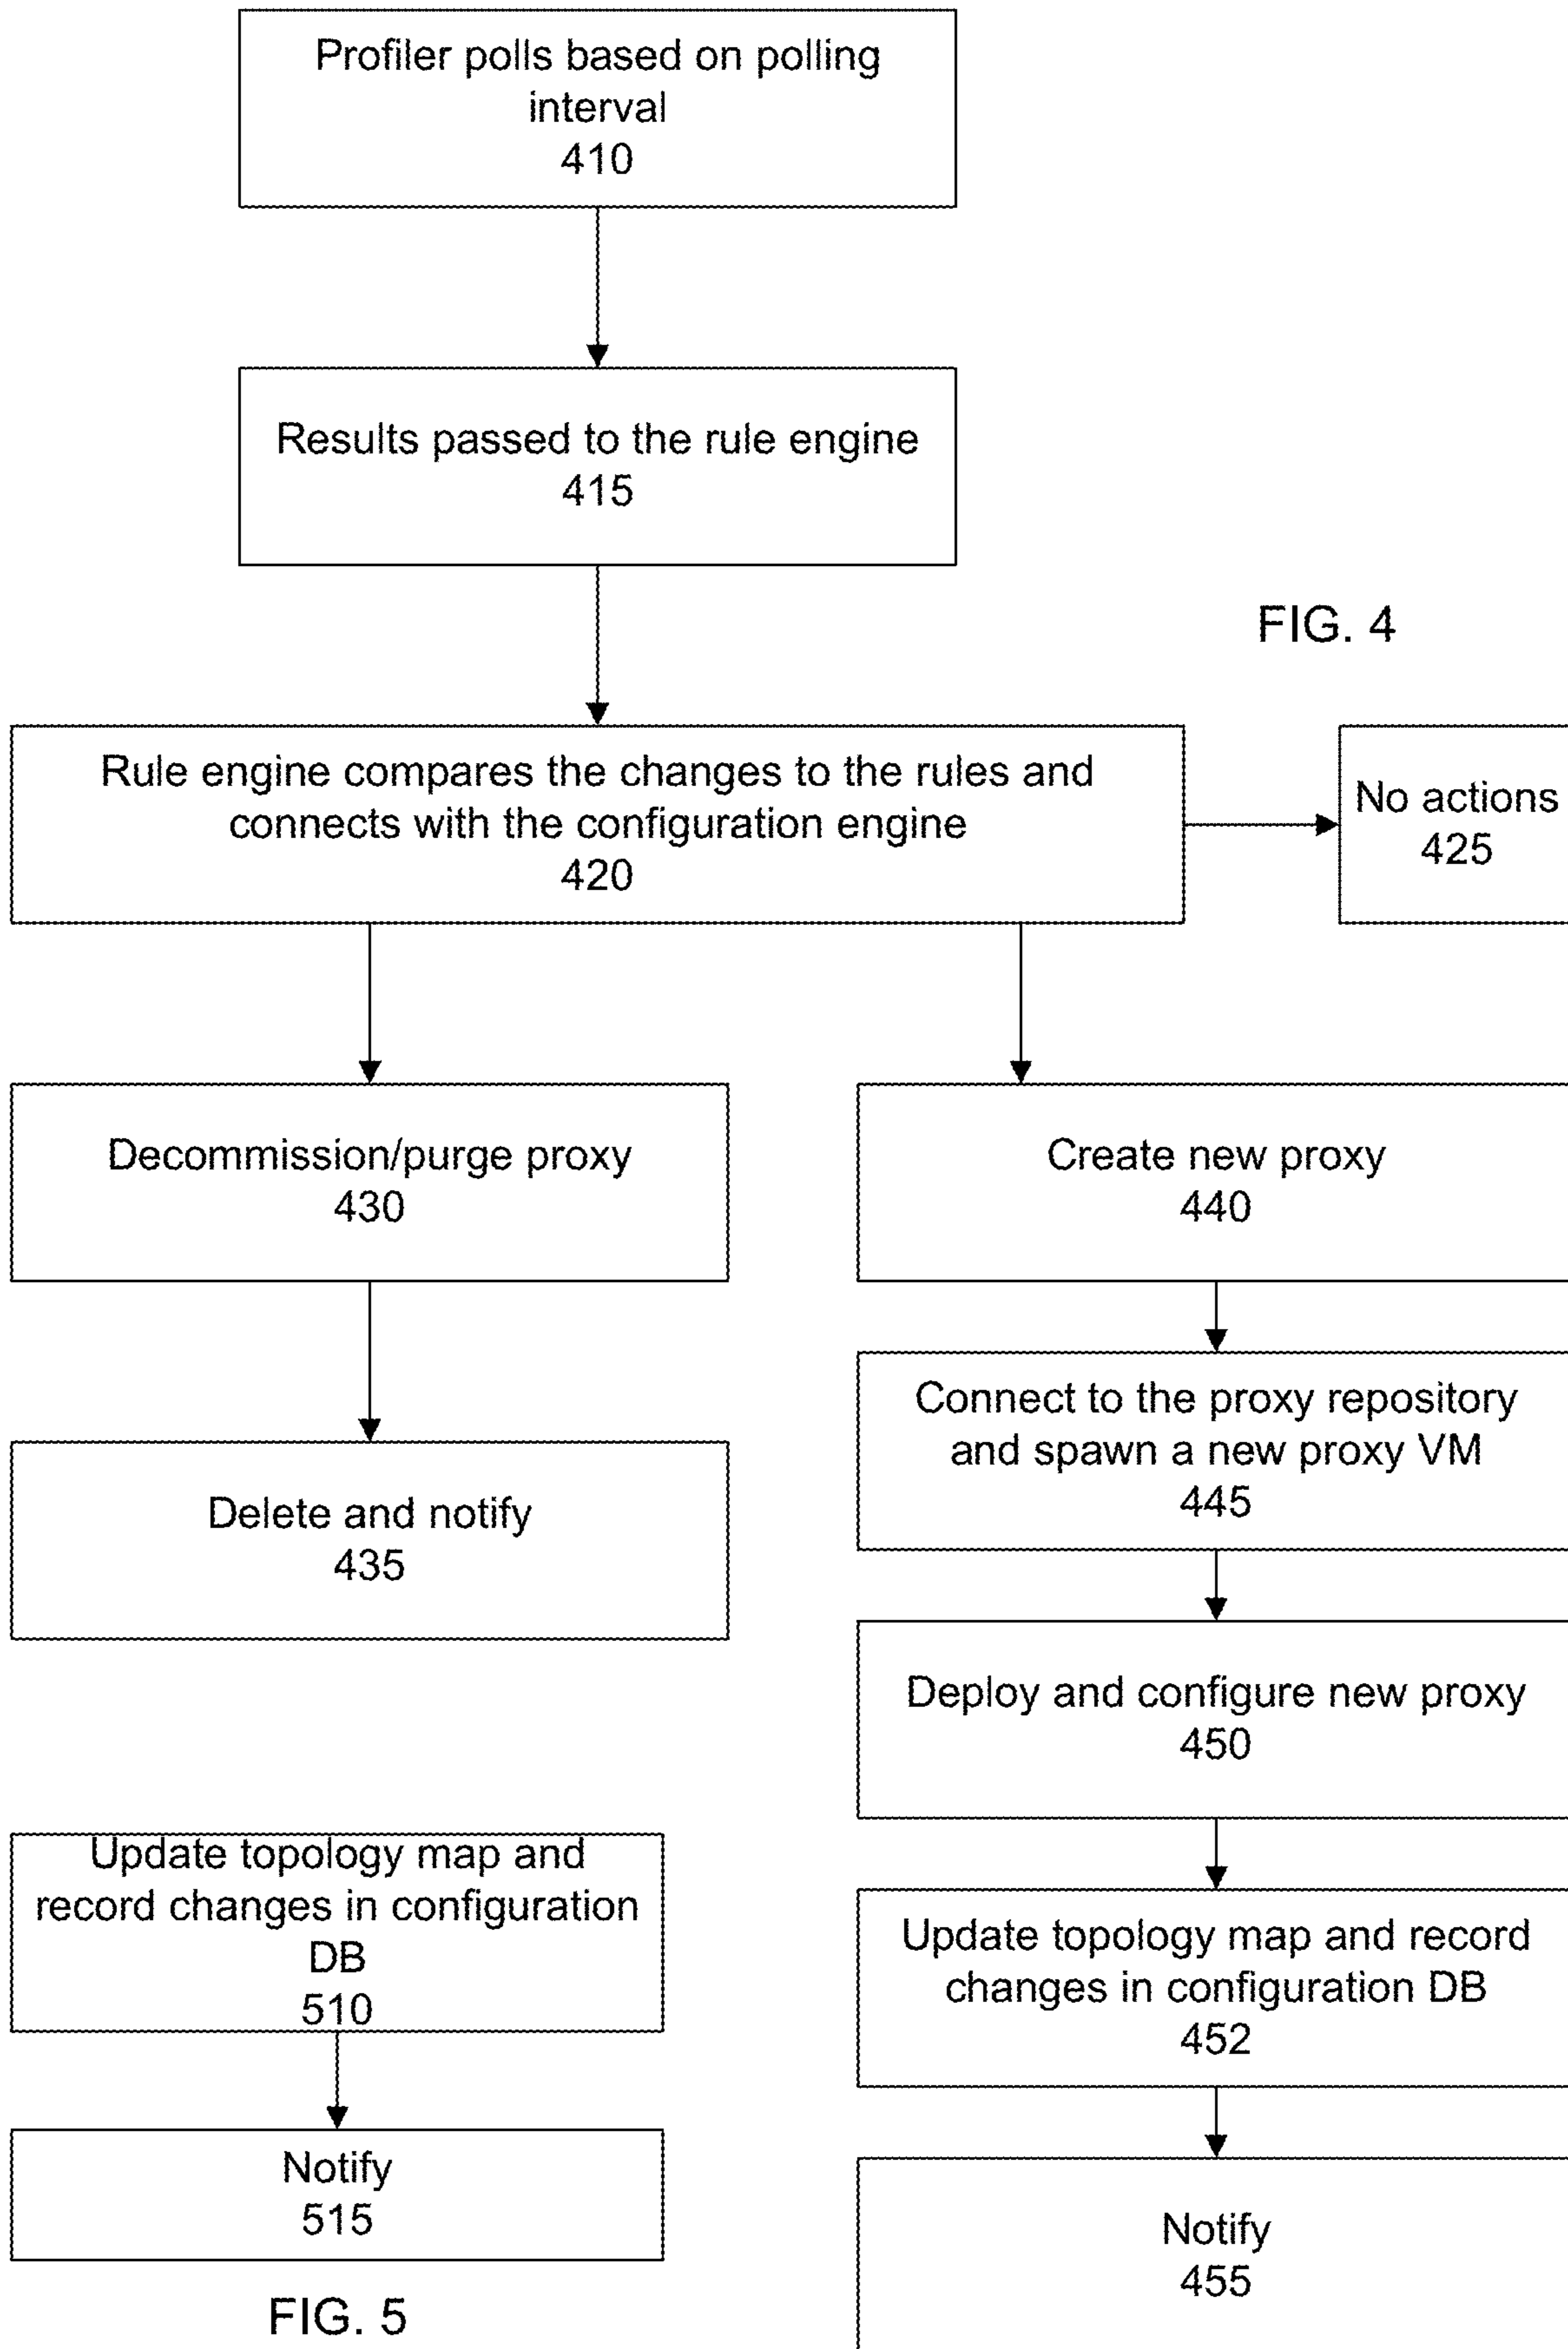 Profiler polls based on polling
interval
410
Results passed to the rule engine
415
FIG. 4
Rule engine compares the changes to the rules and
connects with the configuration engine
420
No actions
425
Decommission/purge proxy
430
Create new proxy
440
Delete and notify
435
Connect to the proxy repository
and spawn a new proxy VM
445
Deploy and configure new proxy
450
Update topology map and record
changes in configuration DB
452
Notify
455
Update topology map and
record changes in configuration
DB
510
Notify
515
FIG. 5